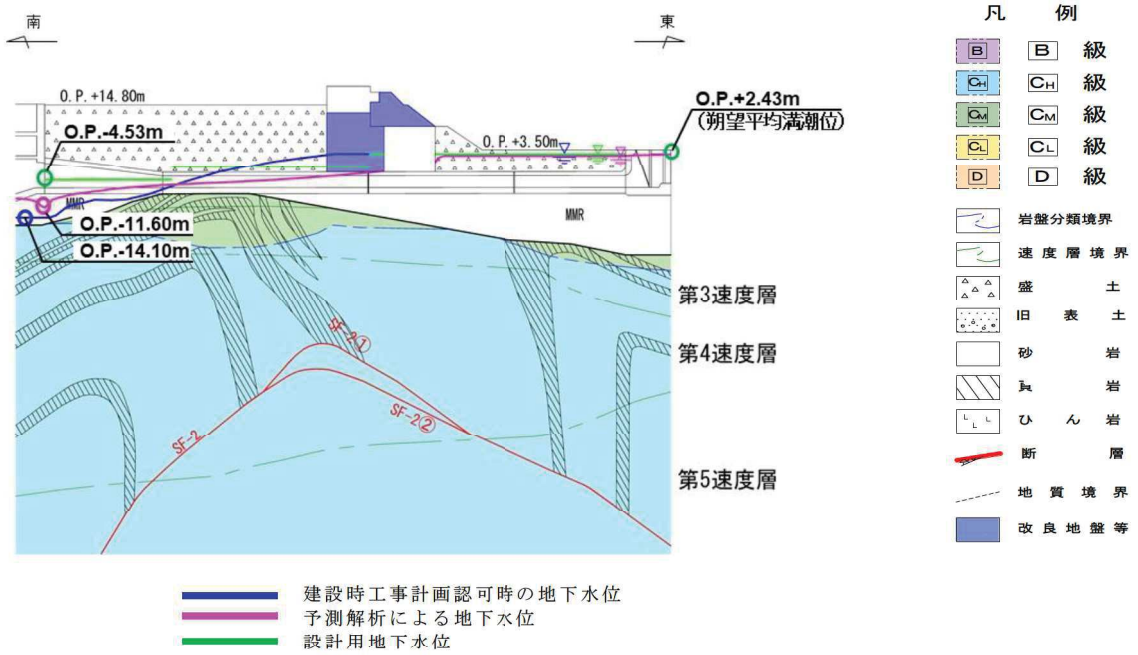 南
東
O.P.+14.80m
O.P.-4.53m
O.P.+3.50m
O.P.+2.43m
(朔望平均満潮位)
MMR
MMR
O.P.-11.60m
O.P.-14.10m
第3速度層
第4速度層
第5速度層
SF-2①
SF-2②
SF-2
凡 例
B B 級
CH CH 級
CM CM 級
CL CL 級
D D 級
岩盤分類境界
速度層境界
盛土
旧表土
砂岩
頁岩
ひん岩
断層
地質境界
改良地盤等
建設時工事計画認可時の地下水位
予測解析による地下水位
設計用地下水位